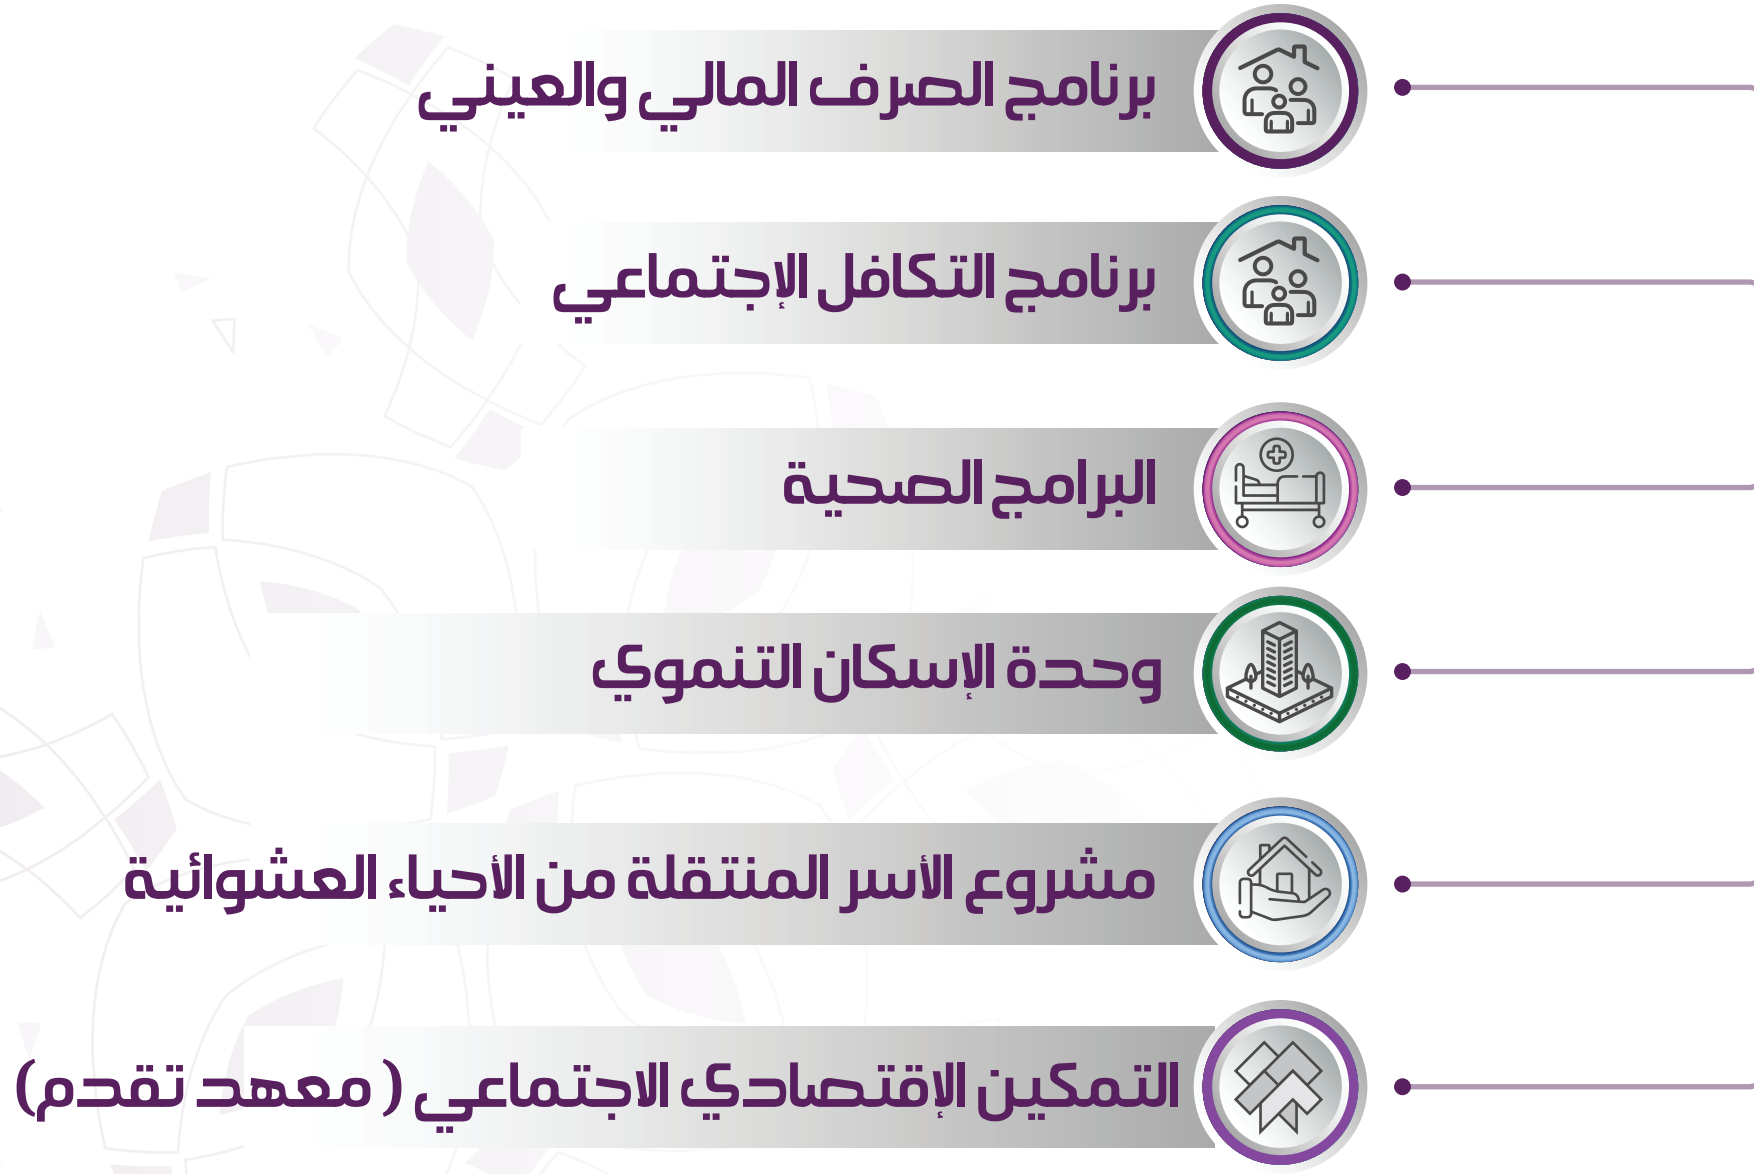 برنامج الصرف المالي والعيني
برنامج التكافل الإجتماعي
البرامج الصحية
وحدة الإسكان التنموي
مشروع الأسر المنتقلة من الأحياء العشوائية
التمكين الإقتصادي الاجتماعي ( معهد تقدم)